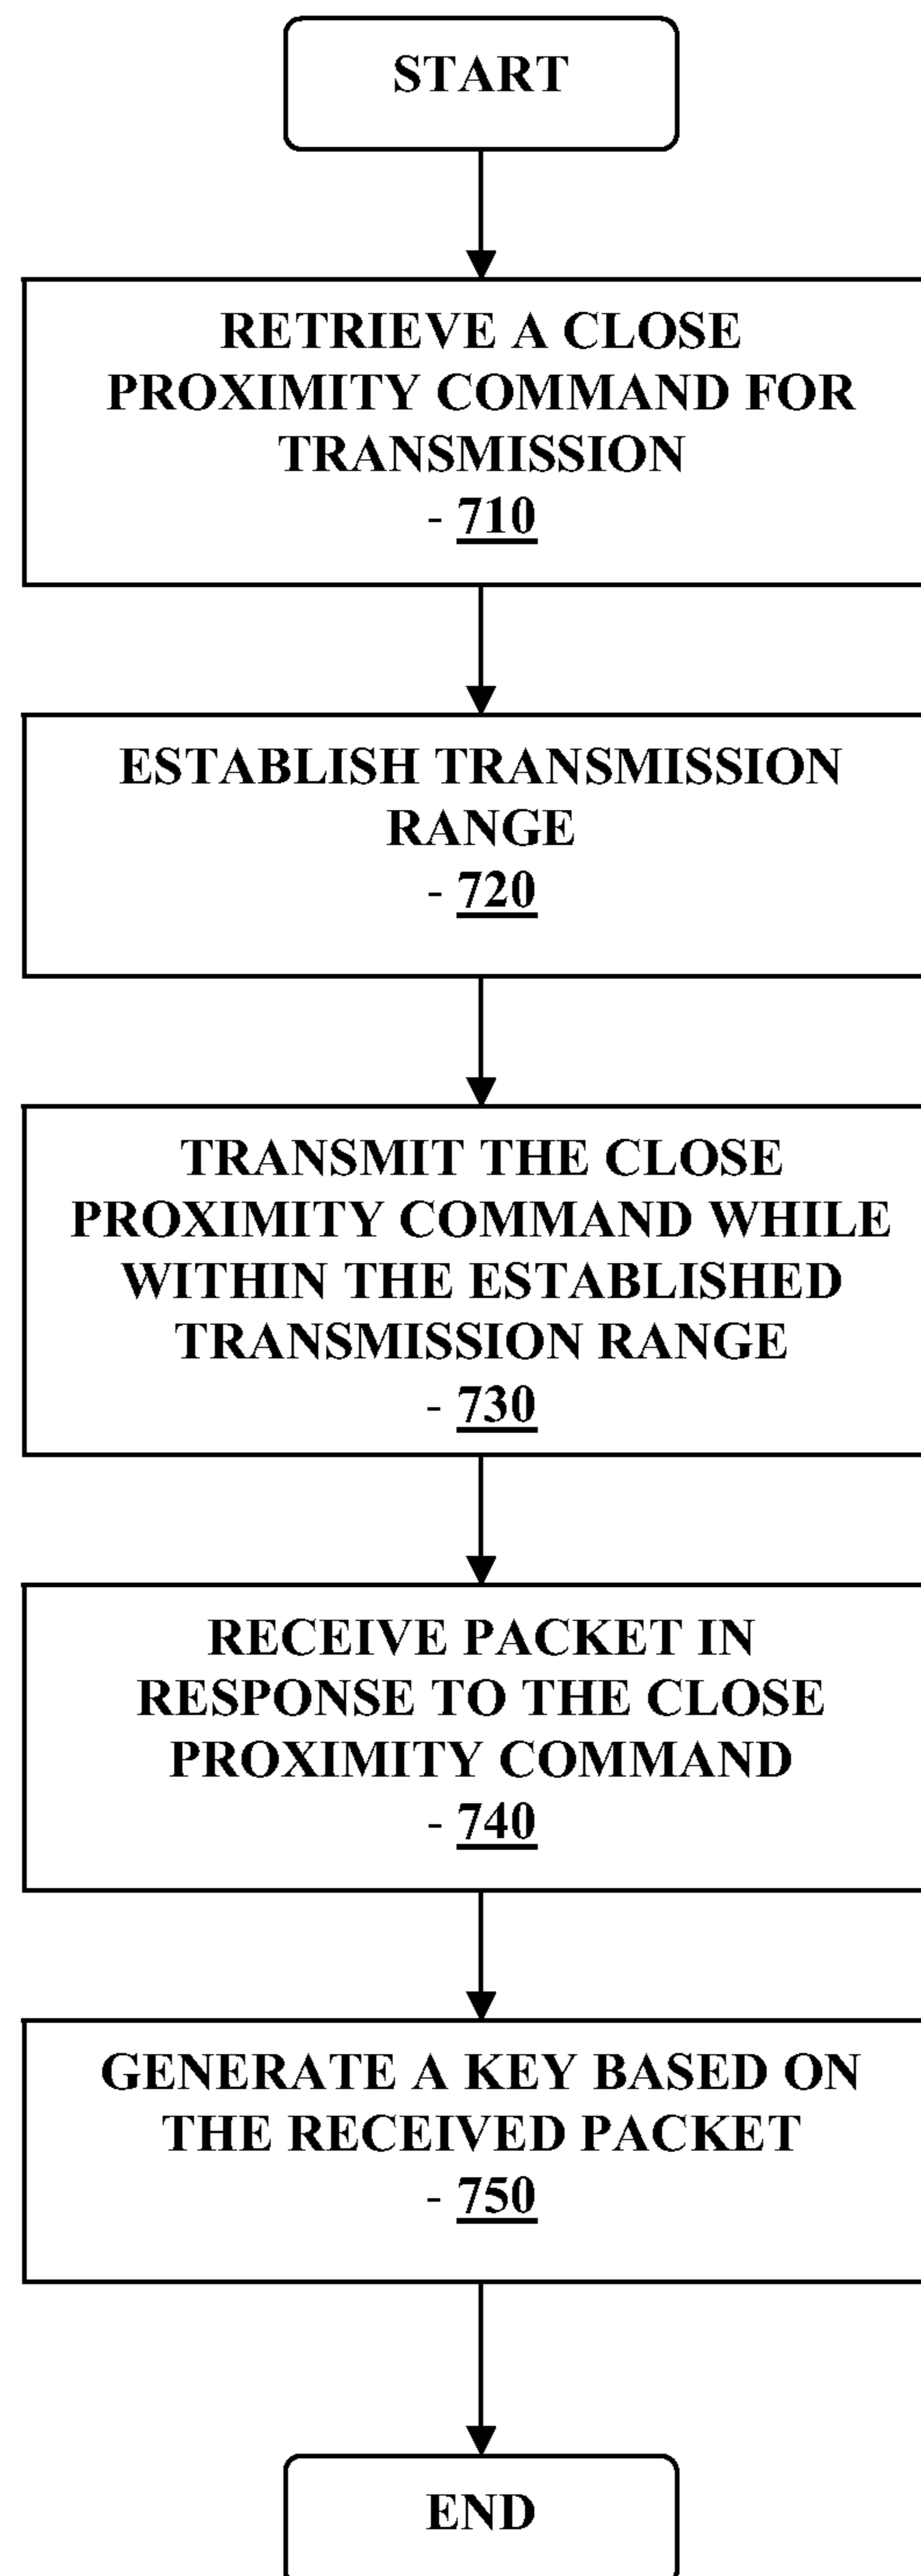 START
RETRIEVE A CLOSE
PROXIMITY COMMAND FOR
TRANSMISSION
- 710
ESTABLISH TRANSMISSION
RANGE
- 720
TRANSMIT THE CLOSE
PROXIMITY COMMAND WHILE
WITHIN THE ESTABLISHED
TRANSMISSION RANGE
- 730
RECEIVE PACKET IN
RESPONSE TO THE CLOSE
PROXIMITY COMMAND
- 740
GENERATE A KEY BASED ON
THE RECEIVED PACKET
- 750
END